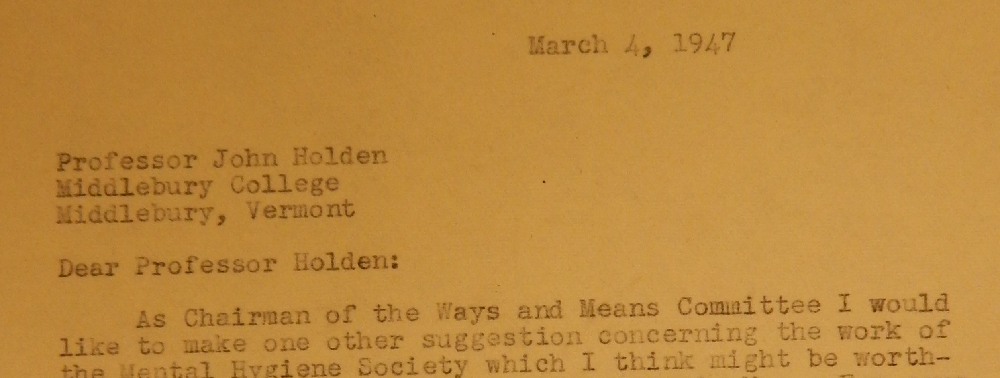 March 4, 1947
Professor John Holden
Middlebury College
Middlebury, Vermont
Dear Professor Holden:
As Chairman of the Ways and Means Committee I would
like to make one other suggestion concerning the work of
the Mental Hygiene Society which I think might be worth-